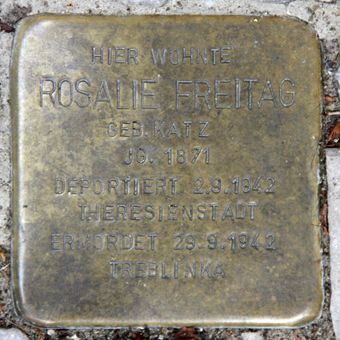 HIER WOHNTE
ROSALIE FREITAG
GEB. KATZ
JG. 1871
DEPORTIERT 2.9.1942
THERESIENSTADT
ERMORDET 29.9.1942
TREBLINKA